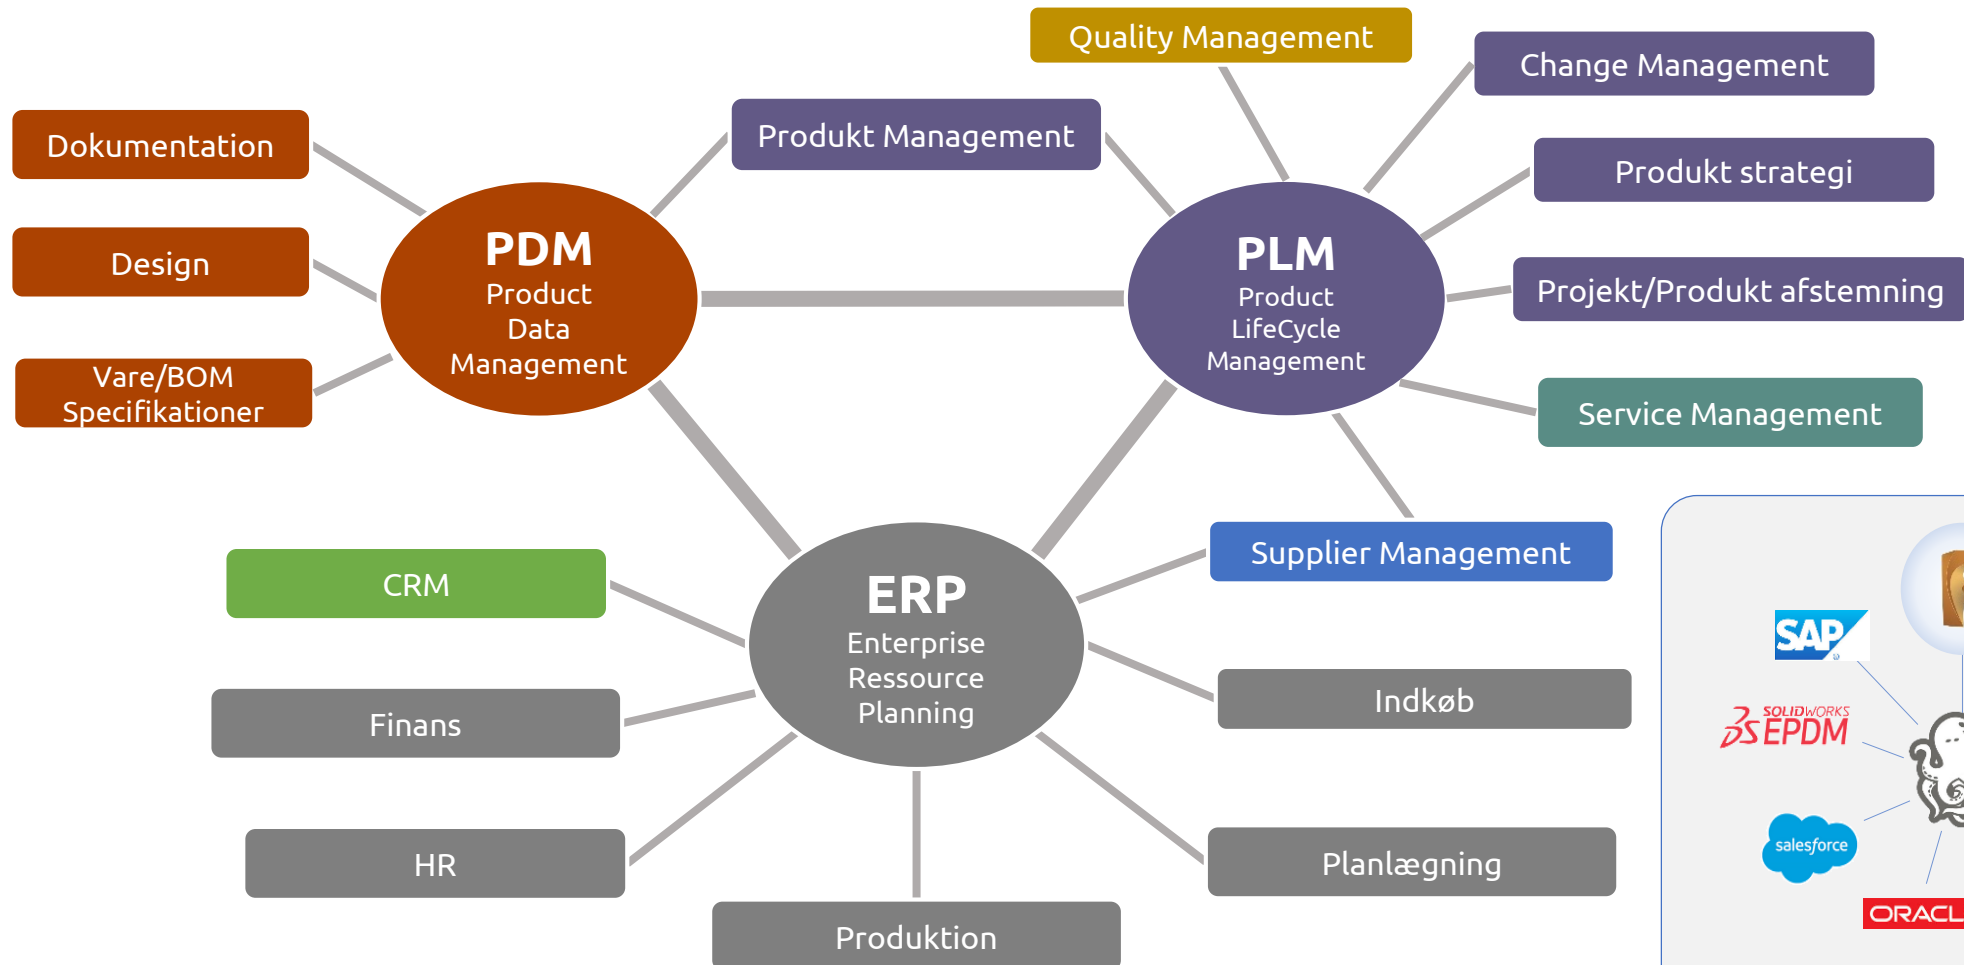 Quality Management
Change Management
Produkt Management
Dokumentation
Produkt strategi
Design
PDM
Product
Data
Management
PLM
Product
LifeCycle
Management
Projekt/Produkt afstemning
Vare/BOM
Specifikationer
Service Management
CRM
Supplier Management
ERP
Enterprise
Ressource
Planning
Finans
Indkøb
HR
Planlægning
Produktion
SAP
SOLIDWORKS
EPDM
salesforce
ORACL